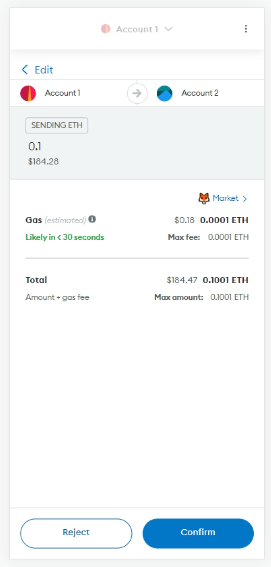 Account 1
Edit
Account 1
Account 2
SENDING ETH
0.1
$184.28
Market >
Gas (estimated) $0.18 0.0001 ETH
Likely in < 30 seconds Max fee: 0.0001 ETH
Total $184.47 0.1001 ETH
Amount + gas fee Max amount: 0.1001 ETH
Reject
Confirm